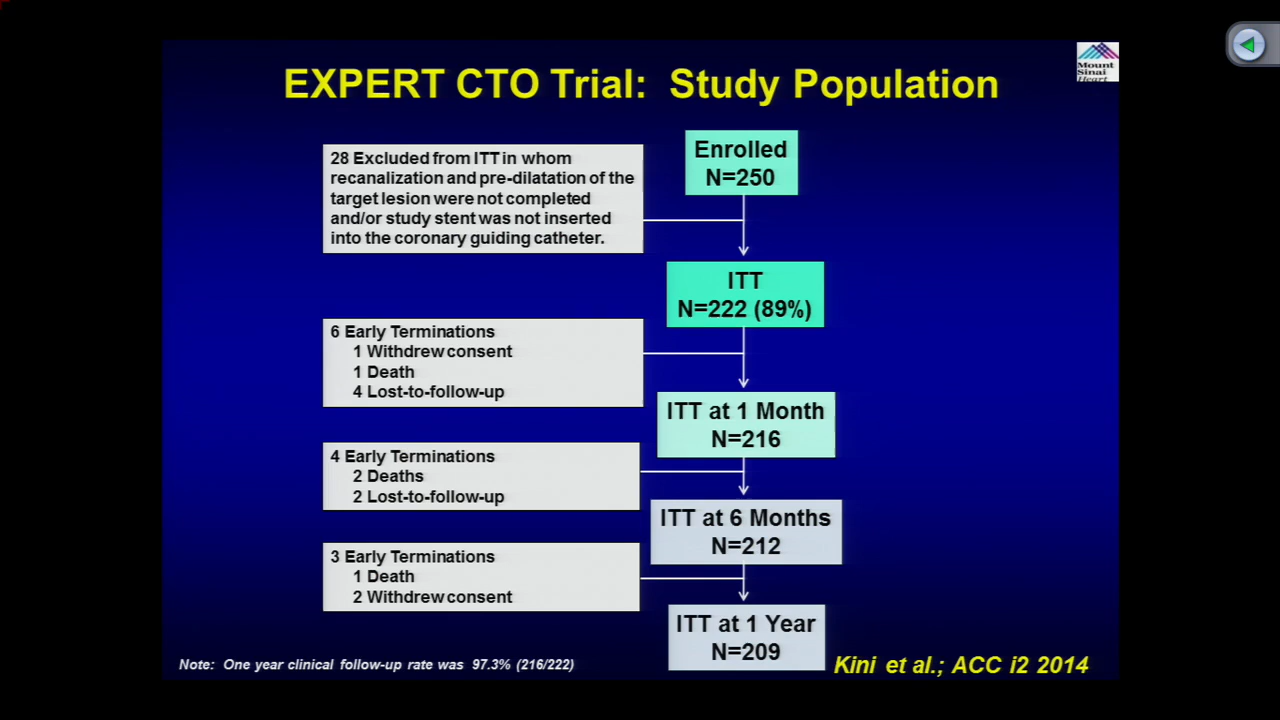 EXPERT CTO Trial: Study Population
Mount
Sinai
Heart
Enrolled
N=250
28 Excluded from ITT in whom
recanalization and pre-dilatation of the
target lesion were not completed
and/or study stent was not inserted
into the coronary guiding catheter.
ITT
N=222 (89%)
6 Early Terminations
1 Withdrew consent
1 Death
4 Lost-to-follow-up
ITT at 1 Month
N=216
4 Early Terminations
2 Deaths
2 Lost-to-follow-up
ITT at 6 Months
N=212
3 Early Terminations
1 Death
2 Withdrew consent
ITT at 1 Year
N=209
Note: One year clinical follow-up rate was 97.3% (216/222)
Kini et al.; ACC i2 2014